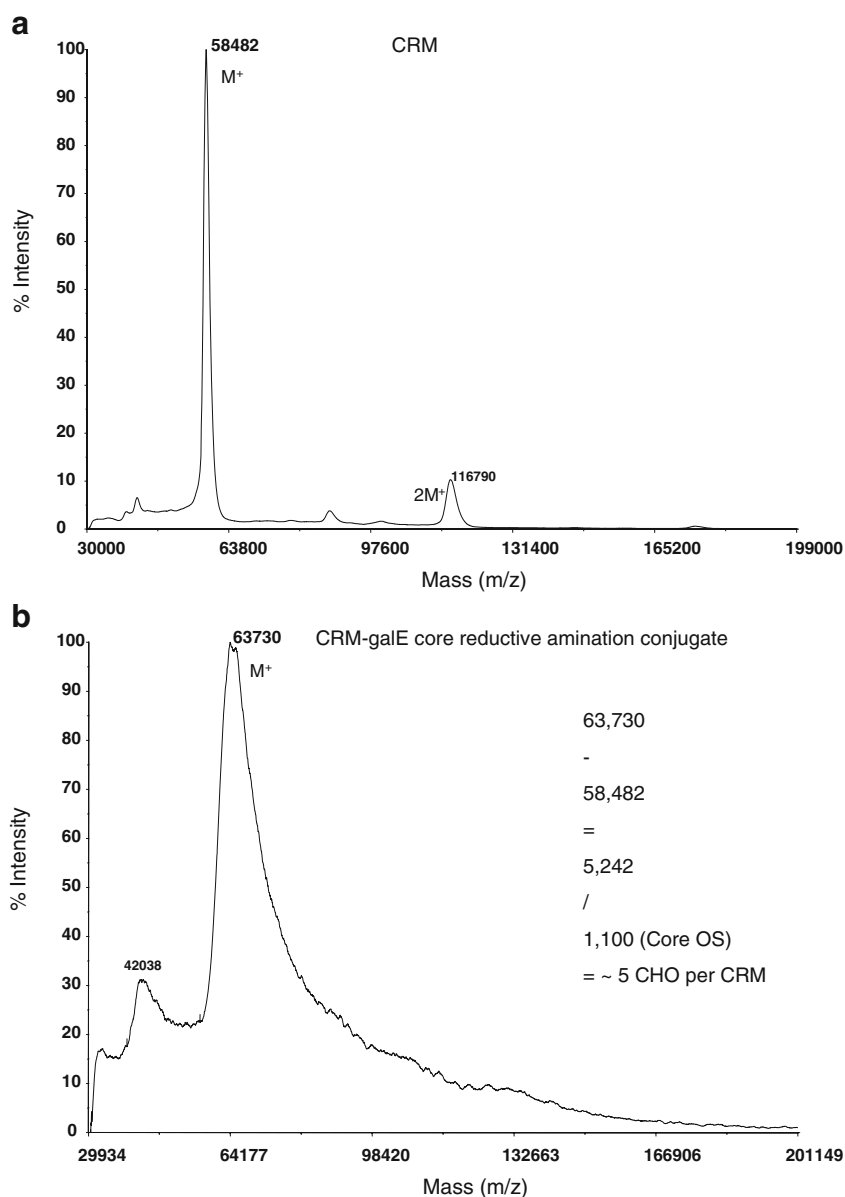 a
58482
CRM
M⁺
100
90
80
70
60
50
40
30
20
10
0
% Intensity
2M⁺
116790
30000 63800 97600 131400 165200 199000
Mass (m/z)
b
63730
CRM-galE core reductive amination conjugate
M⁺
100
90
80
70
60
50
40
30
20
10
0
% Intensity
42038
63,730
-
58,482
=
5,242
/
1,100 (Core OS)
= ~ 5 CHO per CRM
29934 64177 98420 132663 166906 201149
Mass (m/z)